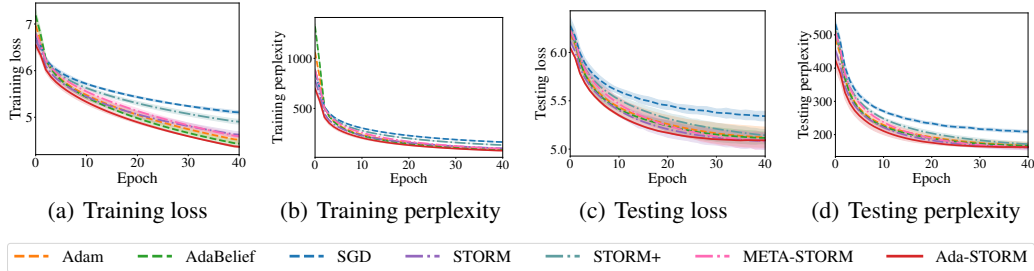 7
6
5
Training loss
0 10 20 30 40
Epoch
(a) Training loss
1000
500
Training perplexity
0 10 20 30 40
Epoch
(b) Training perplexity
6.0
5.5
5.0
Testing loss
0 10 20 30 40
Epoch
(c) Testing loss
500
400
300
200
Testing perplexity
0 10 20 30 40
Epoch
(d) Testing perplexity
Adam AdaBelief SGD STORM STORM+ META-STORM Ada-STORM